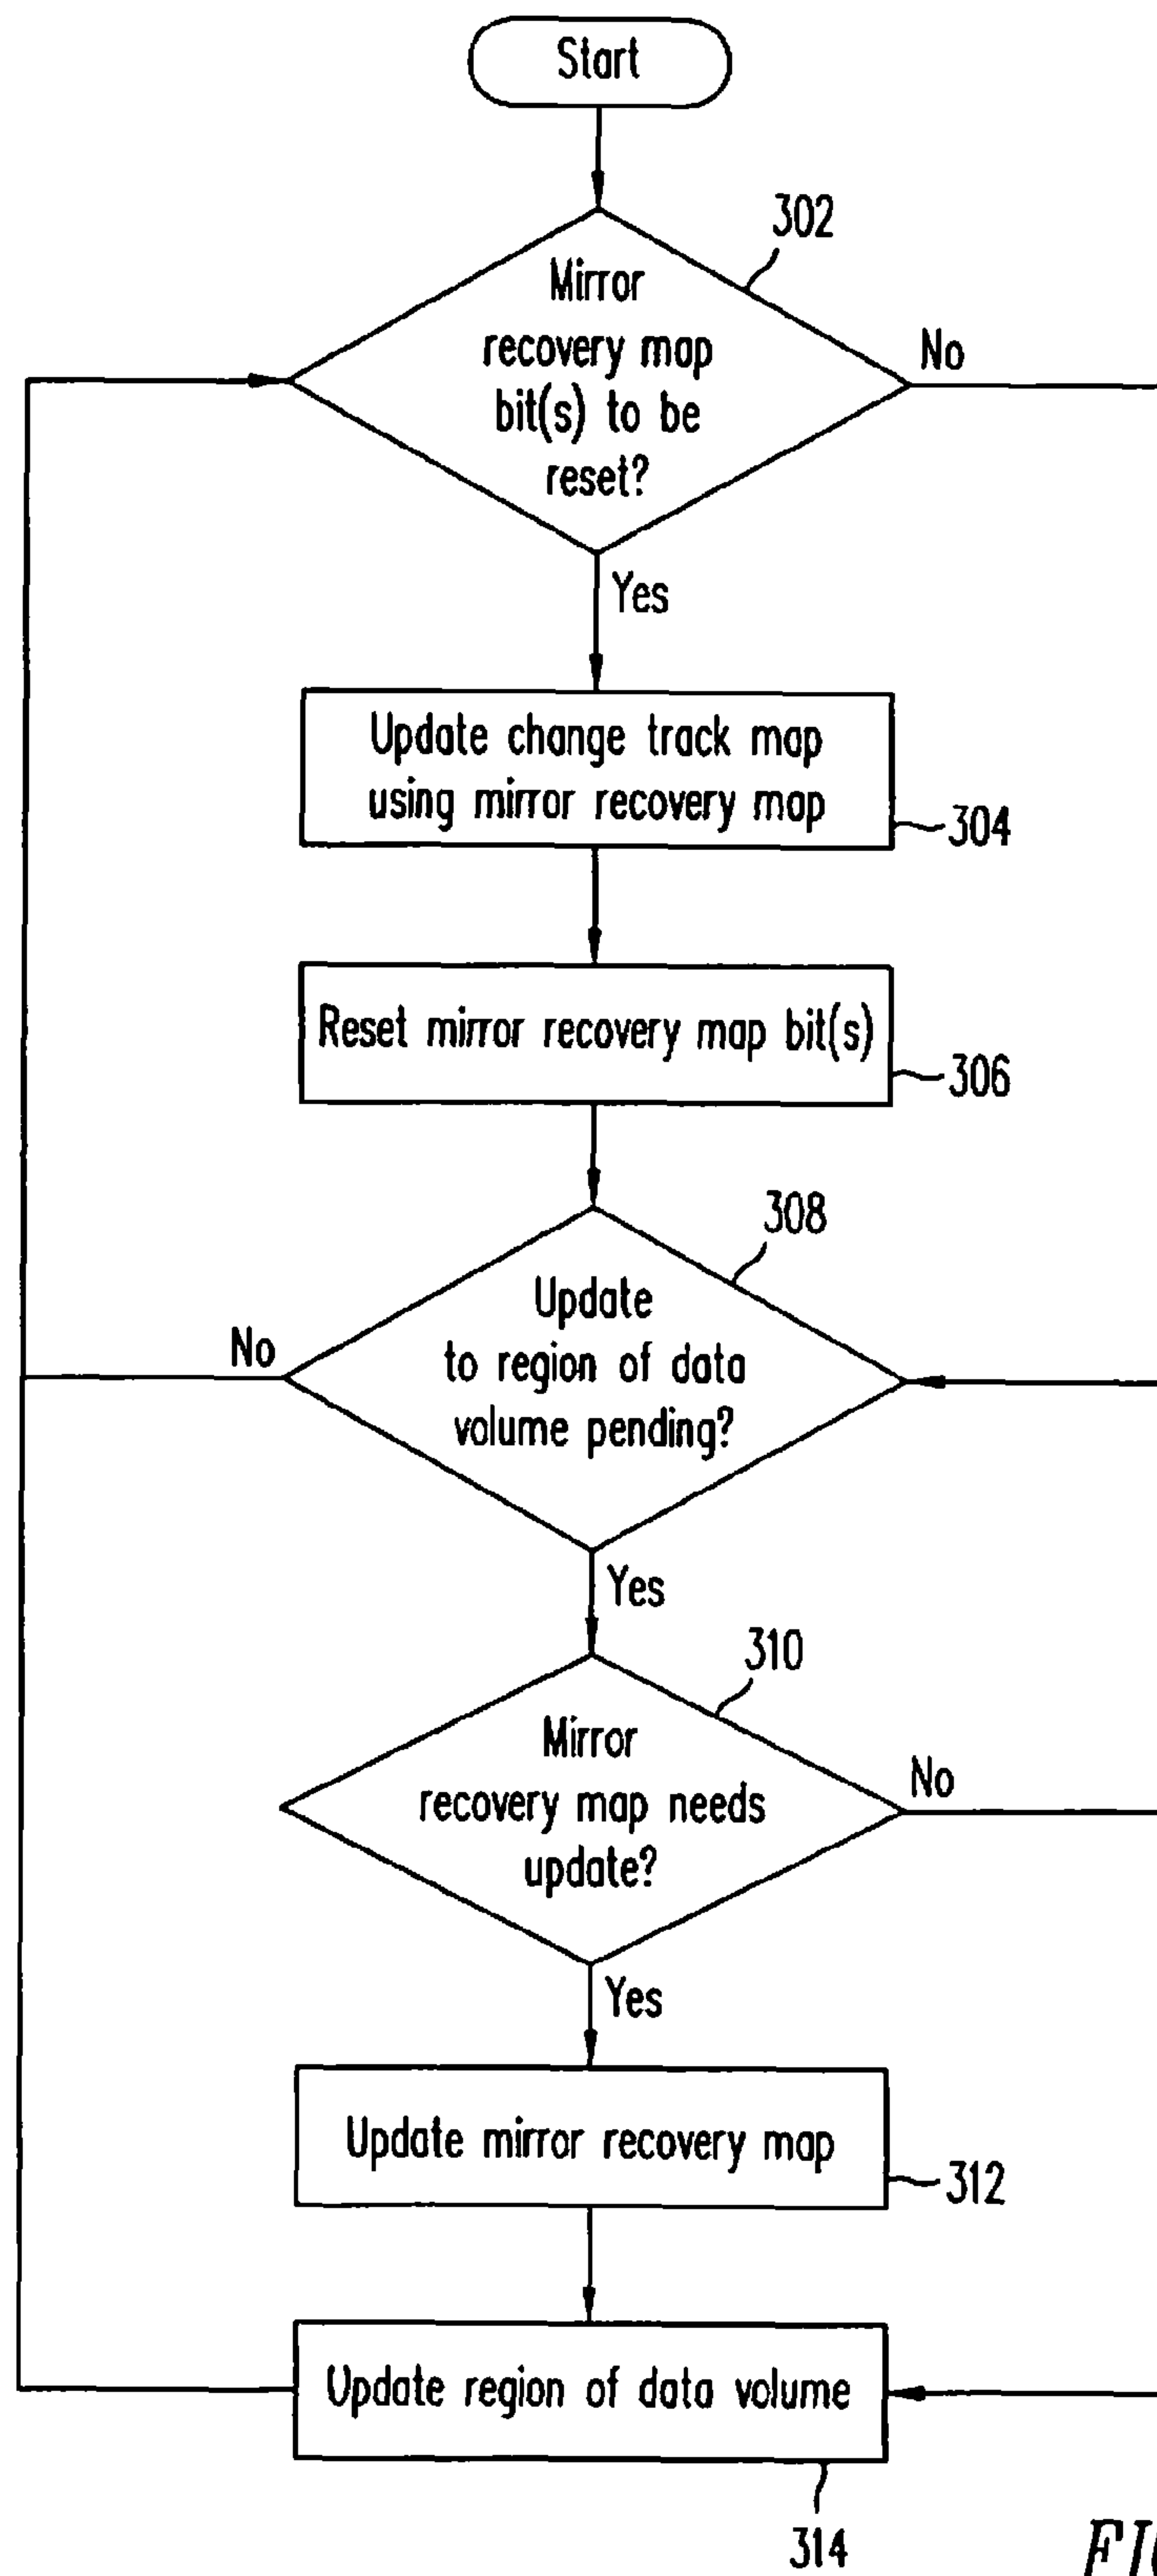 Start
302
Mirror
recovery map
bit(s) to be
reset?
No
Yes
Update change track map
using mirror recovery map
304
Reset mirror recovery map bit(s)
306
308
Update
to region of data
volume pending?
No
Yes
310
Mirror
recovery map needs
update?
No
Yes
Update mirror recovery map
312
Update region of data volume
314